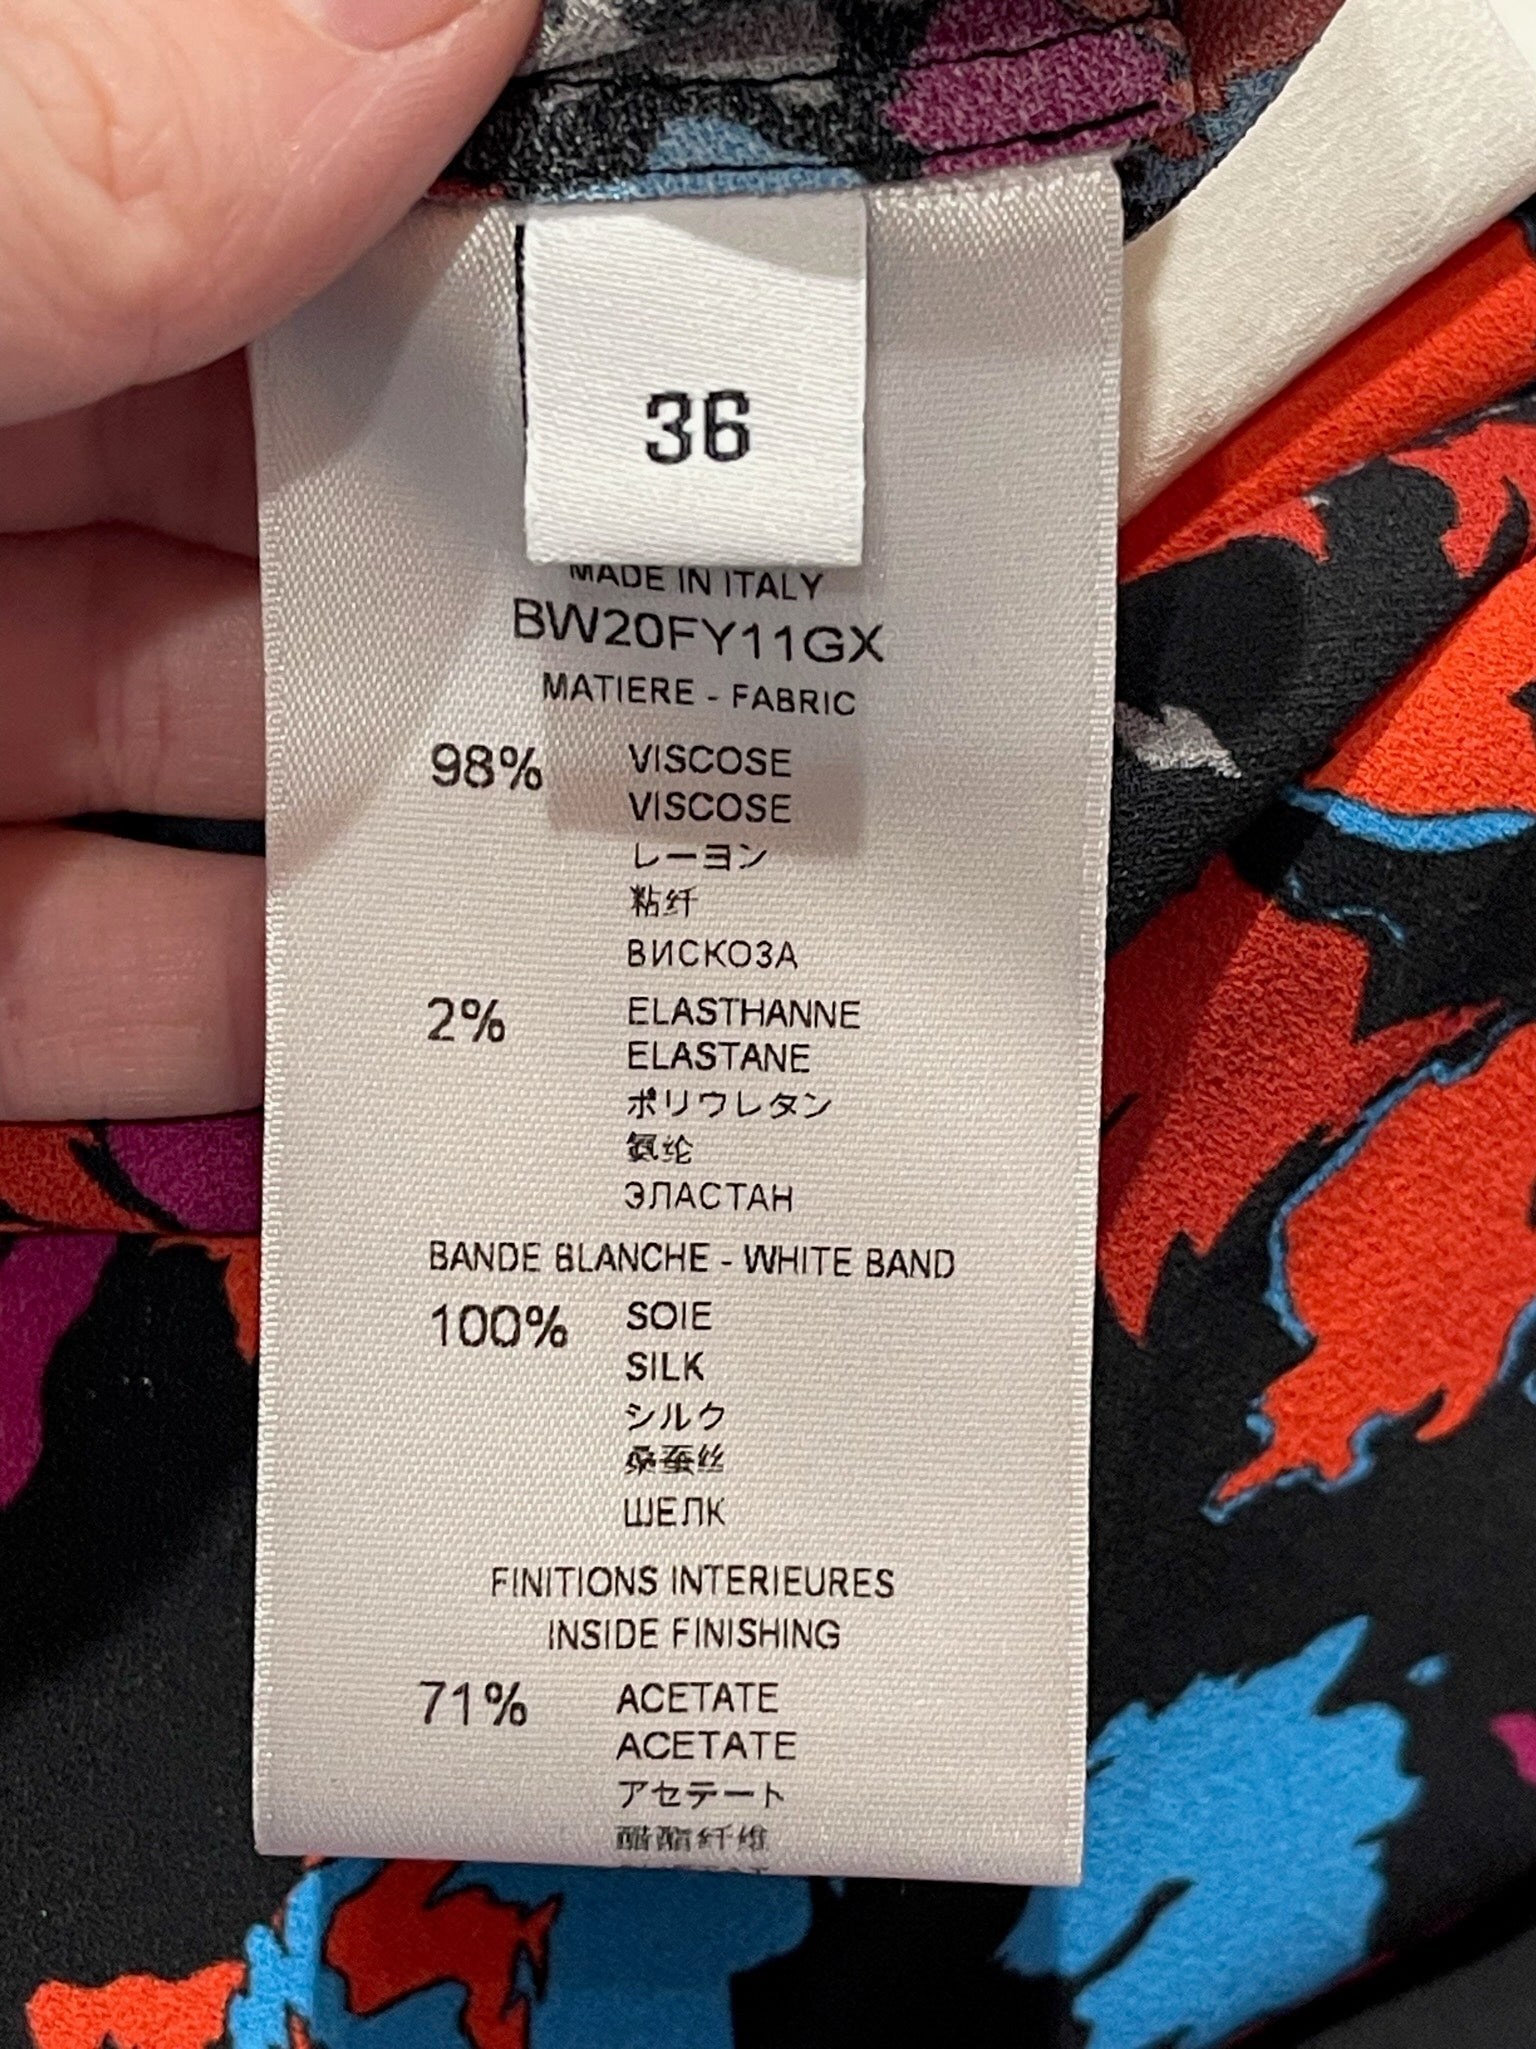 36
MADE IN ITALY
BW20FY11GX
MATIERE - FABRIC
98% VISCOSE
VISCOSE
レーヨン
粘纤
ВИСКОЗА
2% ELASTHANNE
ELASTANE
ポリウレタン
氨纶
ЭЛАСТАН
BANDE BLANCHE - WHITE BAND
100% SOIE
SILK
シルク
桑蚕丝
ШЕЛК
FINITIONS INTERIEURES
INSIDE FINISHING
71% ACETATE
ACETATE
アセテート
醋酯纤维